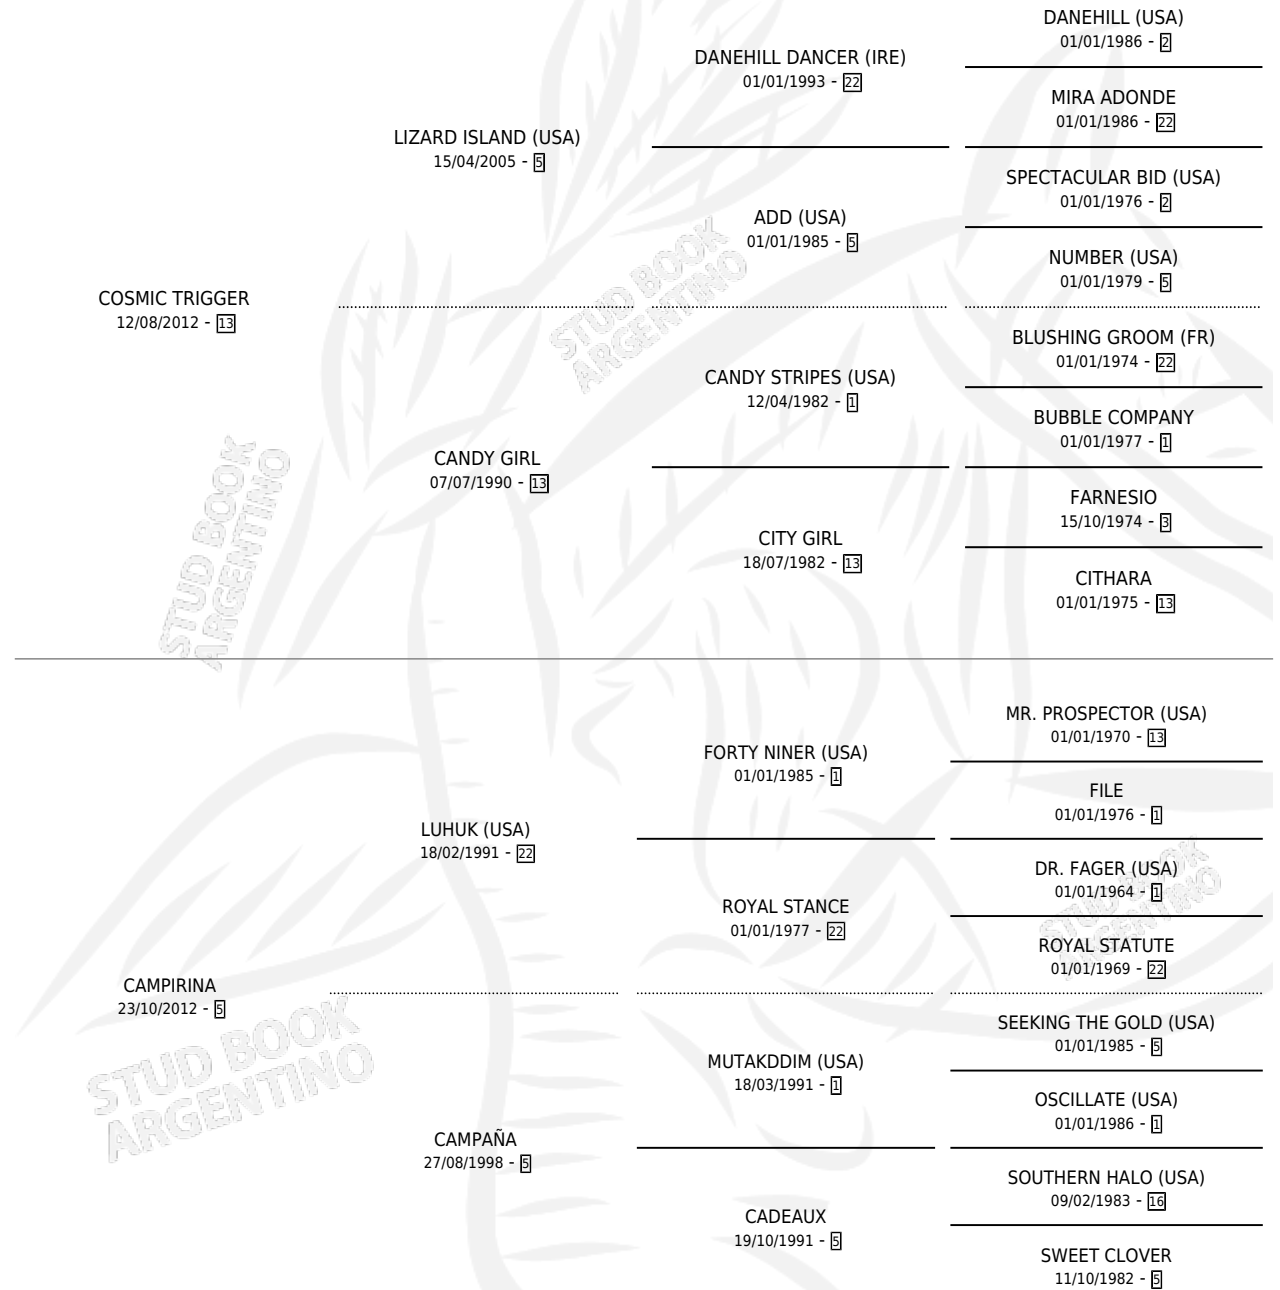 DANEHILL (USA)
01/01/1986 - 2
DANEHILL DANCER (IRE)
01/01/1993 - 22
MIRA ADONDE
01/01/1986 - 22
LIZARD ISLAND (USA)
15/04/2005 - 5
SPECTACULAR BID (USA)
01/01/1976 - 2
ADD (USA)
01/01/1985 - 5
NUMBER (USA)
01/01/1979 - 5
COSMIC TRIGGER
12/08/2012 - 13
STUD BOOK
ARGENTINO
BLUSHING GROOM (FR)
01/01/1974 - 22
CANDY STRIPES (USA)
12/04/1982 - 1
BUBBLE COMPANY
01/01/1977 - 1
CANDY GIRL
07/07/1990 - 13
FARNESIO
15/10/1974 - 3
CITY GIRL
18/07/1982 - 13
CITHARA
01/01/1975 - 13
STUD BOOK
ARGENTINO
MR. PROSPECTOR (USA)
01/01/1970 - 13
FORTY NINER (USA)
01/01/1985 - 1
FILE
01/01/1976 - 1
LUHUK (USA)
18/02/1991 - 22
DR. FAGER (USA)
01/01/1964 - 1
ROYAL STANCE
01/01/1977 - 22
STUD BOOK
ARGENTINO
ROYAL STATUTE
01/01/1969 - 22
CAMPIRINA
23/10/2012 - 5
SEEKING THE GOLD (USA)
01/01/1985 - 5
MUTAKDDIM (USA)
18/03/1991 - 1
STUD BOOK
ARGENTINO
OSCILLATE (USA)
01/01/1986 - 1
CAMPAÑA
27/08/1998 - 5
SOUTHERN HALO (USA)
09/02/1983 - 16
CADEAUX
19/10/1991 - 5
SWEET CLOVER
11/10/1982 - 5